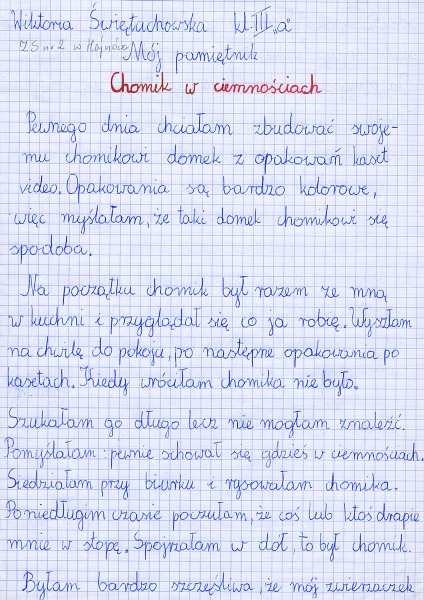 Wiktoria Świętuchowska kl. III „a"
ZS nr 2 w
Mój pamiętnik
Chomik w ciemnościach
Pewnego dnia chciałam zbudować swoje-
mu chomikowi domek z opakowań kaset
video. Opakowania są bardzo kolorowe,
więc myślałam, że taki domek chomikowi się
spodoba.
Na początku chomik był razem ze mną
w kuchni i przyglądał się co ja robię. Wyszłam
na chwilę do pokoju, po następne opakowania po
kasetach. Kiedy wróciłam chomika nie było.
Szukałam go długo lecz nie mogłam znaleźć.
Pomyślałam: pewnie schował się gdzieś w ciemnościach.
Siedziałam przy biurku i rysowałam chomika.
Po niedługim czasie poczułam, że coś lub ktoś drapie
mnie w stopę. Spojrzałam w dół, to był chomik.
Byłam bardzo szczęśliwa, że mój zwierzaczek